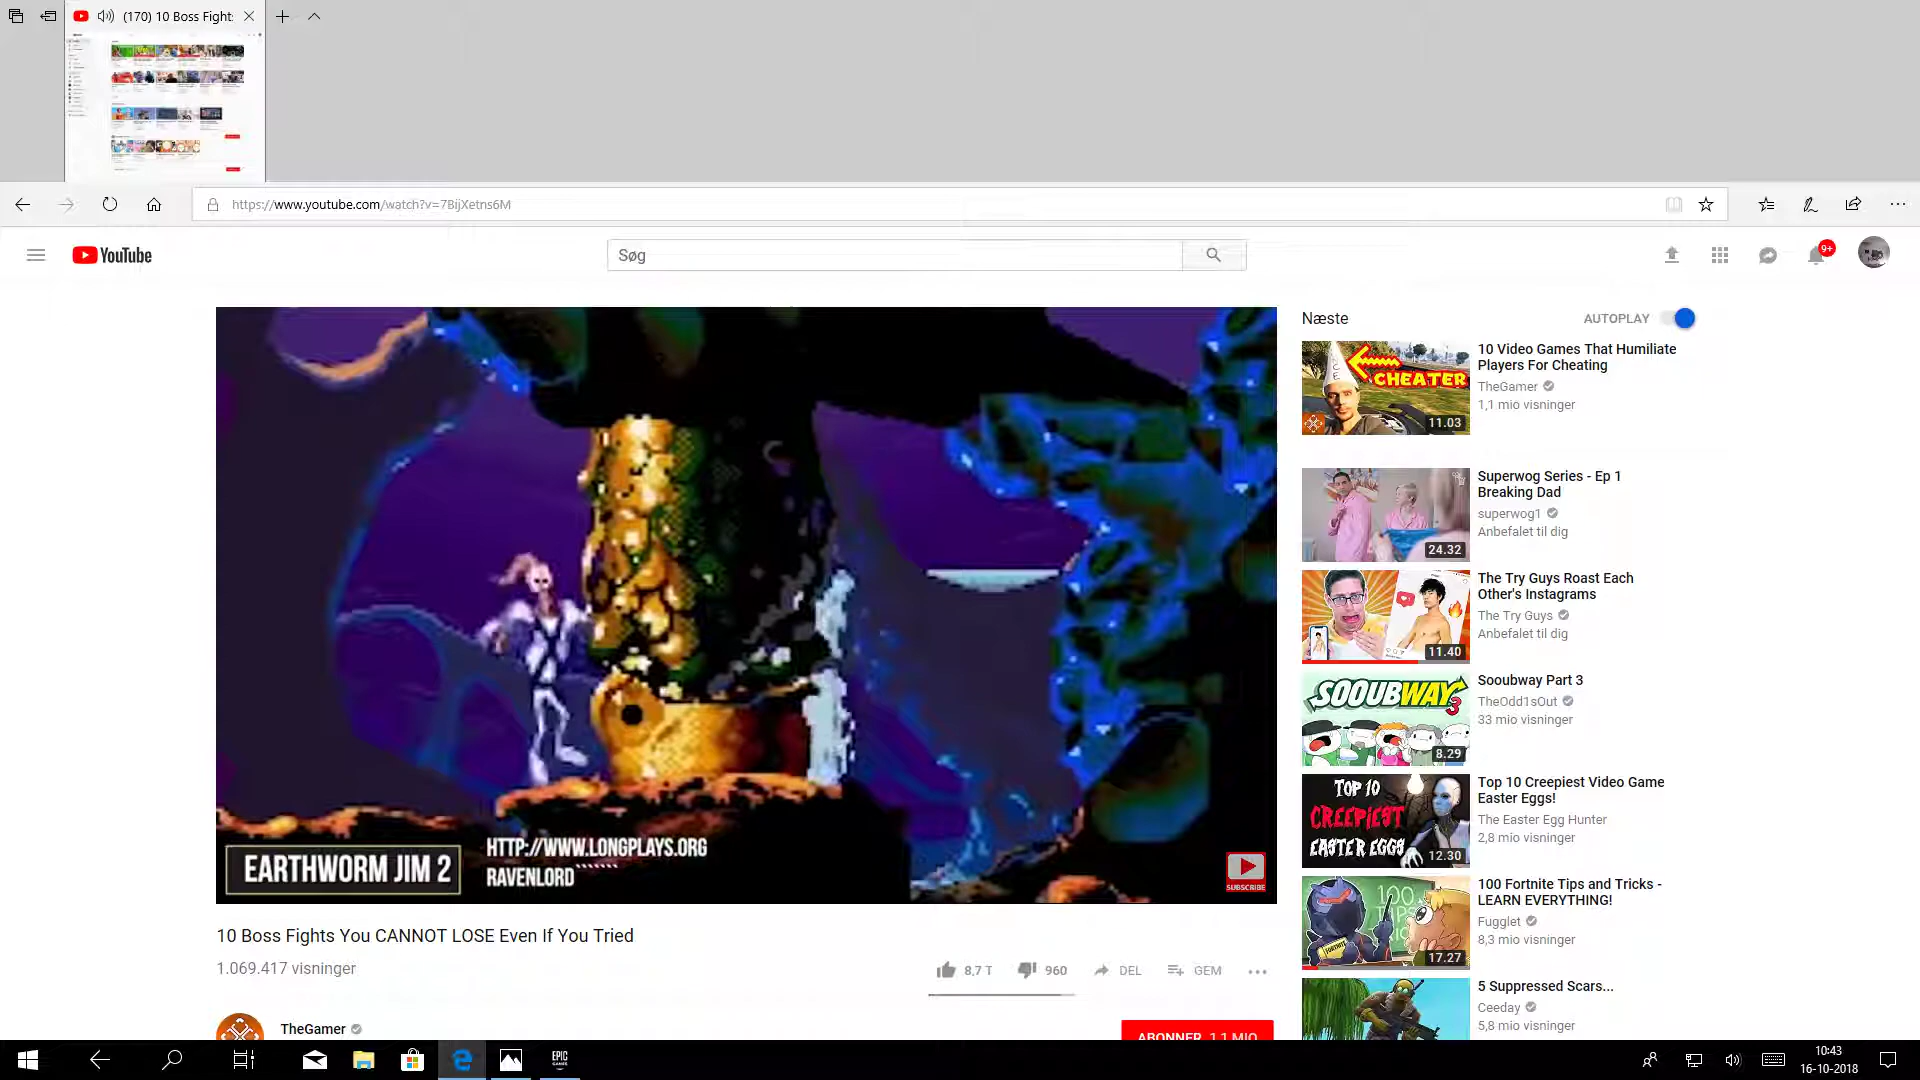 (170) 10 Boss Fight
https://www.youtube.com/watch?v=7BijXetns6M
YouTube
Søg
9+
EARTHWORM JIM 2
HTTP://WWW.LONGPLAYS.ORG
RAVENLORD
SUBSCRIBE
10 Boss Fights You CANNOT LOSE Even If You Tried
1.069.417 visninger
8,7 T
960
DEL
GEM
TheGamer
ABONNER 1,1 MIO
Næste
AUTOPLAY
CHEATER
11.03
10 Video Games That Humiliate
Players For Cheating
TheGamer
1,1 mio visninger
24.32
Superwog Series - Ep 1
Breaking Dad
superwog1
Anbefalet til dig
11.40
The Try Guys Roast Each
Other's Instagrams
The Try Guys
Anbefalet til dig
SOOUBWAY 3
8.29
Sooubway Part 3
TheOdd1sOut
33 mio visninger
TOP 10
CREEPIEST
EASTER EGGS!
12.30
Top 10 Creepiest Video Game
Easter Eggs!
The Easter Egg Hunter
2,8 mio visninger
100
TIPS
FORTNITE
17.27
100 Fortnite Tips and Tricks -
LEARN EVERYTHING!
Fugglet
8,3 mio visninger
5 Suppressed Scars...
Ceeday
5,8 mio visninger
EPIC
GAMES
10:43
16-10-2018